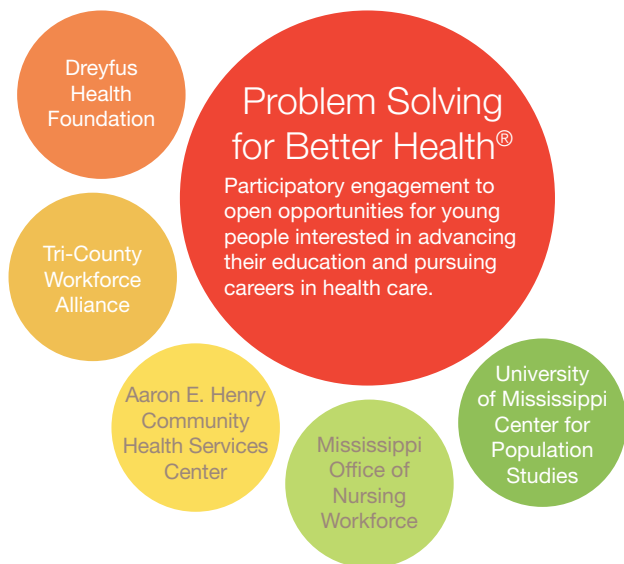 Dreyfus
Health
Foundation
Problem Solving
for Better Health®
Participatory engagement to
open opportunities for young
people interested in advancing
their education and pursuing
careers in health care.
Tri-County
Workforce
Alliance
Aaron E. Henry
Community
Health Services
Center
Mississippi
Office of
Nursing
Workforce
University
of Mississippi
Center for
Population
Studies